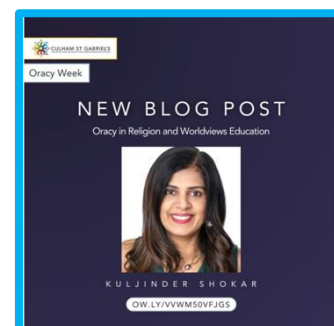 CULHAM ST GABRIEL'S
Oracy Week
NEW BLOG POST
Oracy in Religion and Worldviews Education
KULJINDER SHOKAR
OW.LY/VVWM50VFJGS